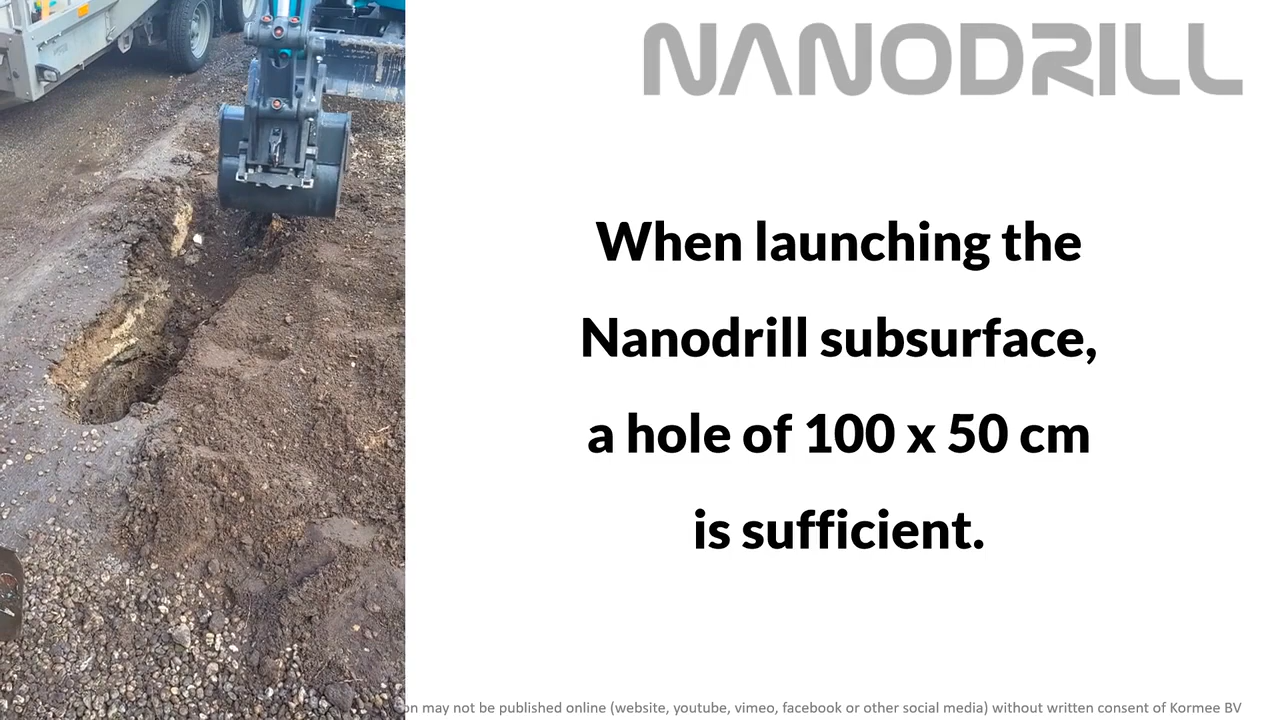 NANODRILL
When launching the
Nanodrill subsurface,
a hole of 100 x 50 cm
is sufficient.
may not be published online (website, youtube, vimeo, facebook or other social media) without written consent of Kormee BV